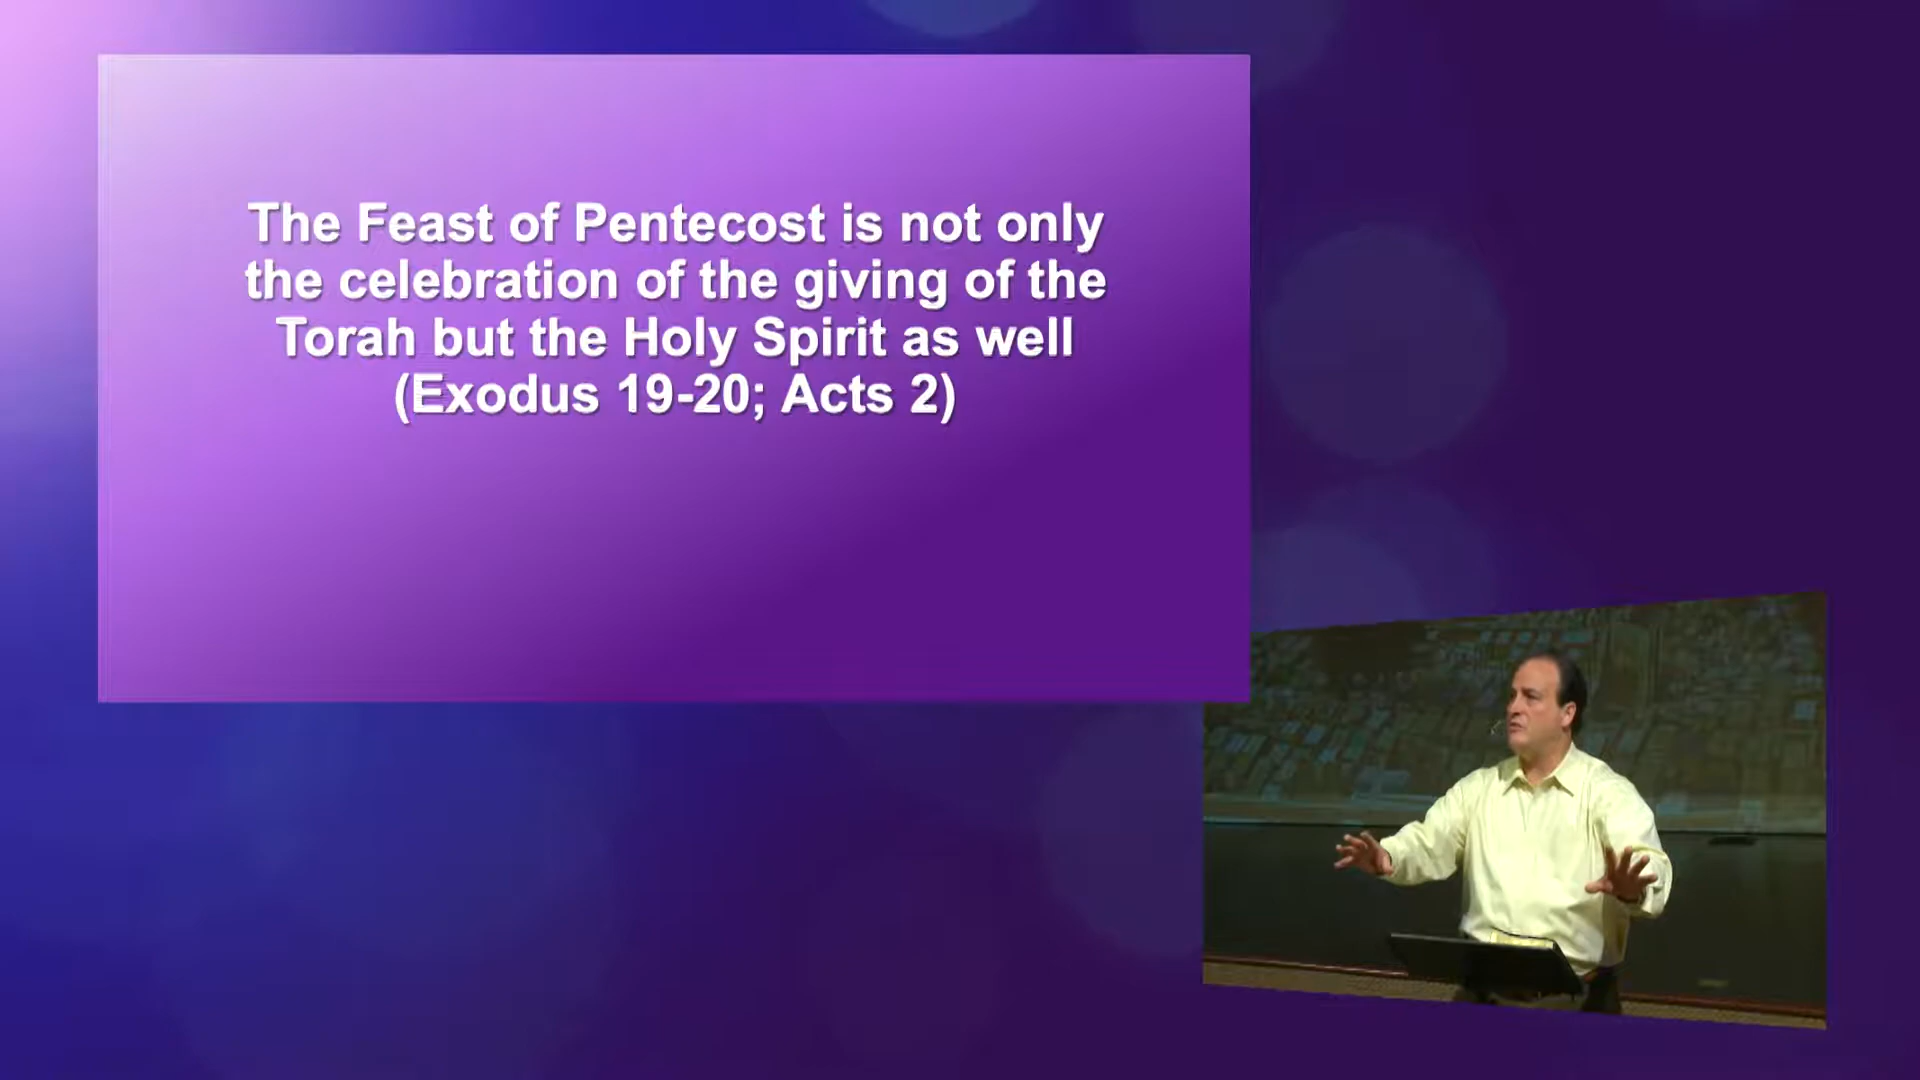 The Feast of Pentecost is not only
the celebration of the giving of the
Torah but the Holy Spirit as well
(Exodus 19-20; Acts 2)